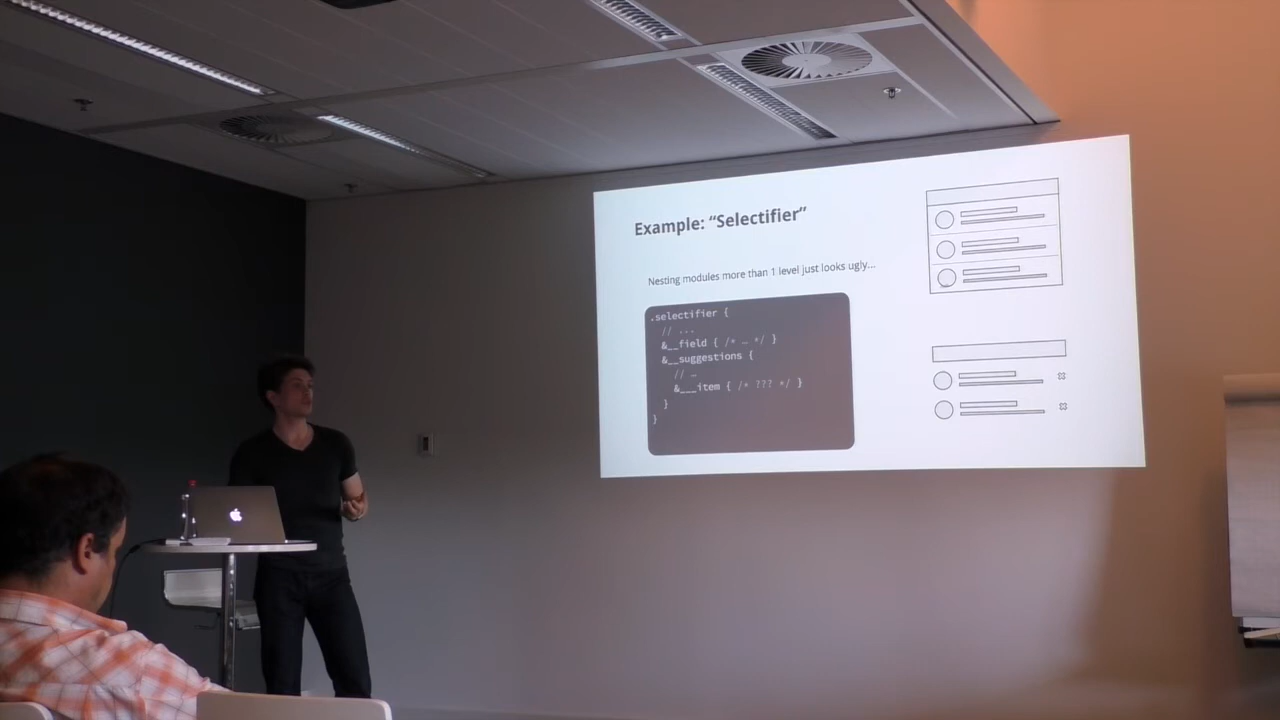 Example: “Selectifier”
Nesting modules more than 1 level just looks ugly...
.selectifier {
// ...
&__field { /* … */ }
&__suggestions {
// …
&___item { /* ??? */ }
}
}